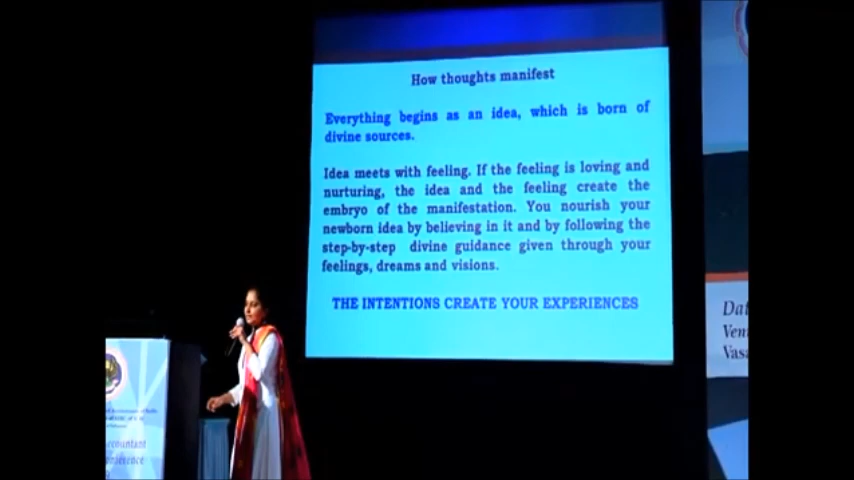 How thoughts manifest
Everything begins as an idea, which is born of
divine sources.
Idea meets with feeling. If the feeling is loving and
nurturing, the idea and the feeling create the
embryo of the manifestation. You nourish your
newborn idea by believing in it and by following the
step-by-step divine guidance given through your
feelings, dreams and visions.
THE INTENTIONS CREATE YOUR EXPERIENCES
Dat
Ven
Vasa